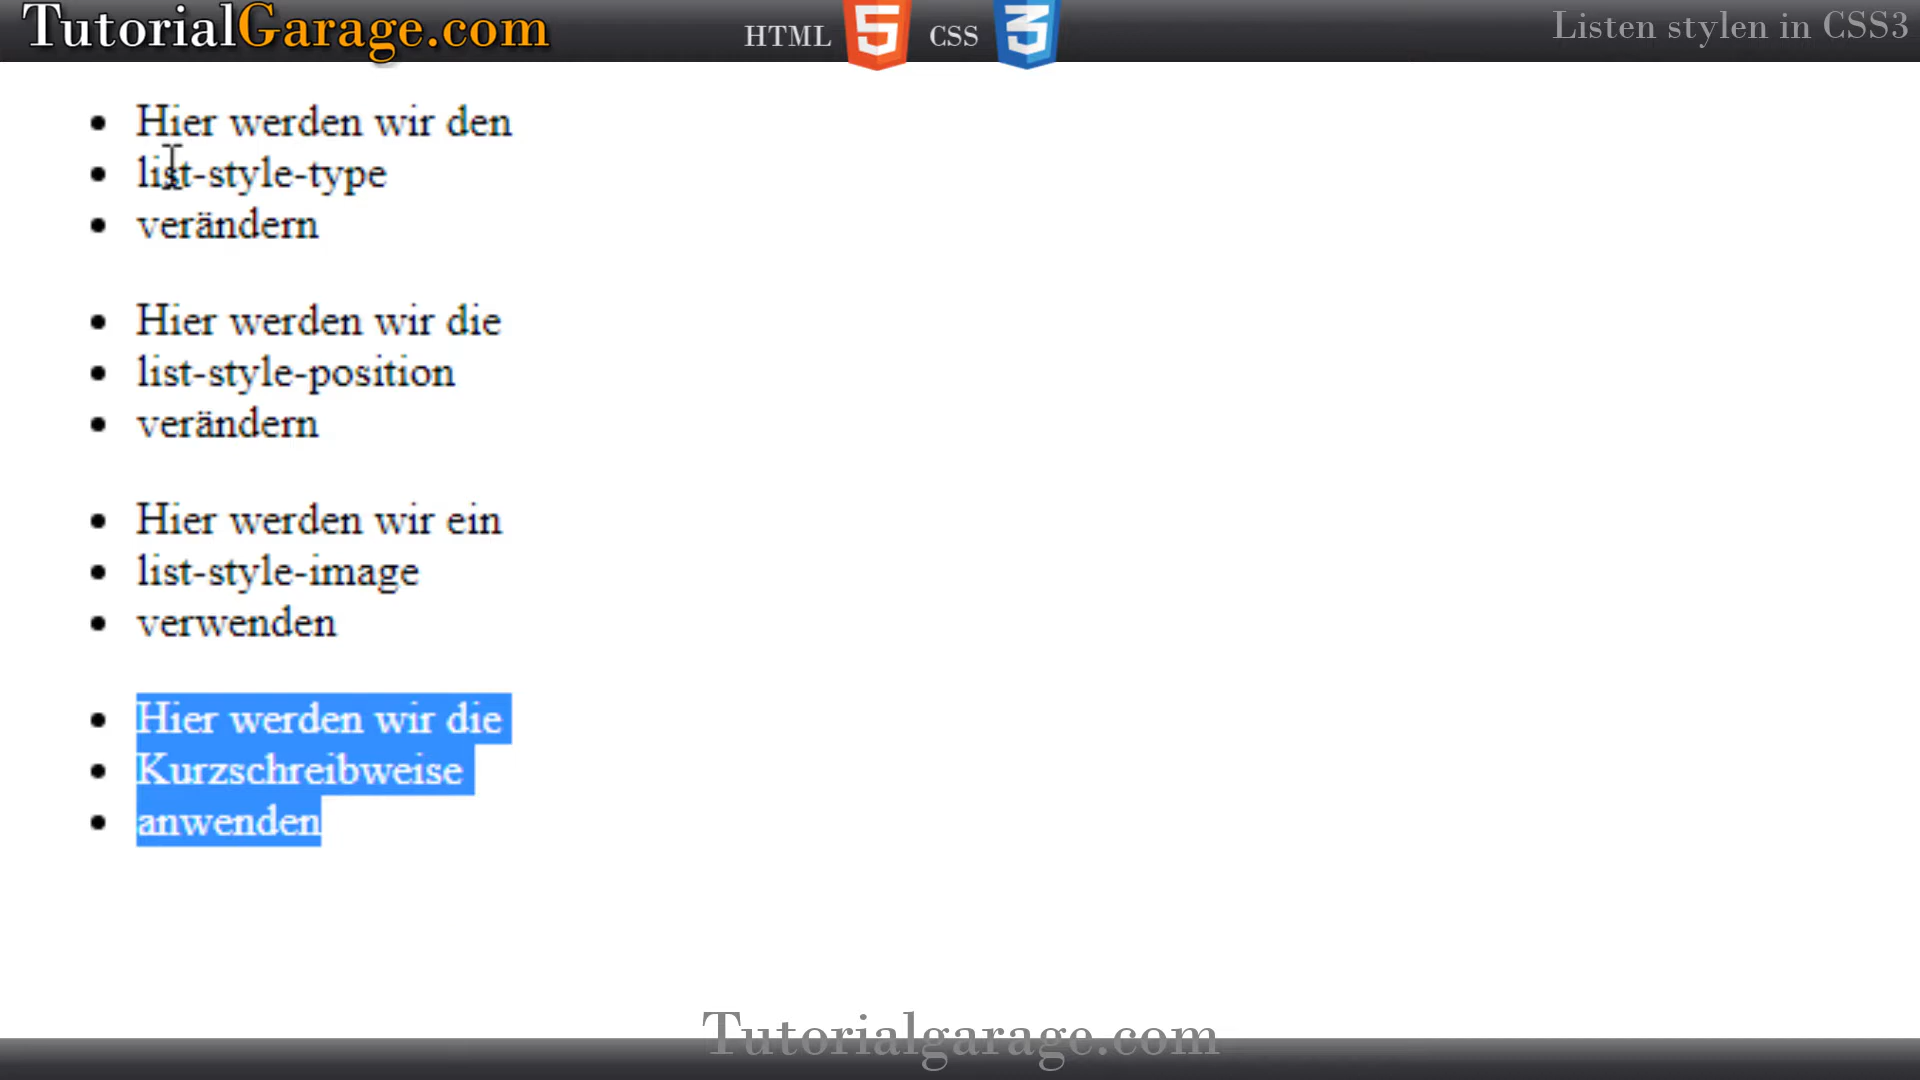 TutorialGarage.com HTML 5 CSS 3 Listen stylen in CSS3
Hier werden wir den
list-style-type
verändern
Hier werden wir die
list-style-position
verändern
Hier werden wir ein
list-style-image
verwenden
Hier werden wir die
Kurzschreibweise
anwenden
Tutorialgarage.com